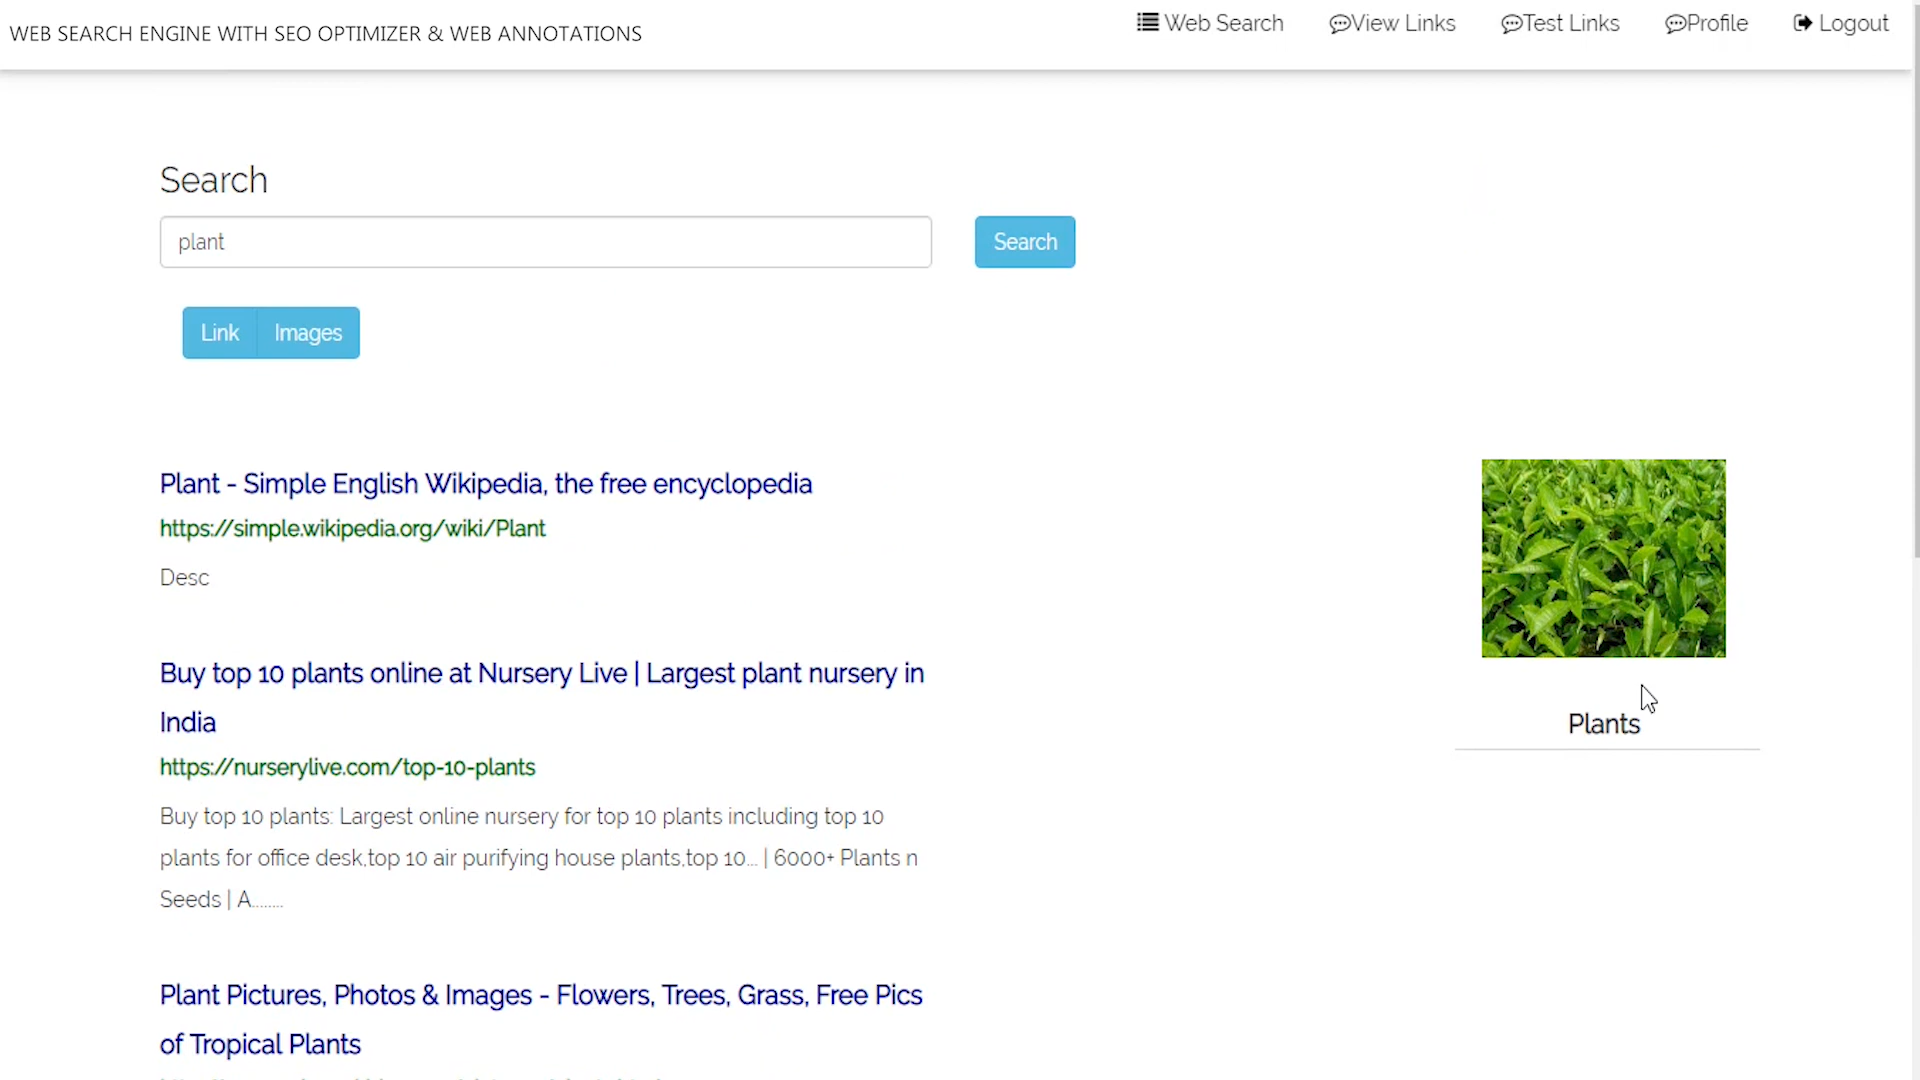 WEB SEARCH ENGINE WITH SEO OPTIMIZER & WEB ANNOTATIONS
Web Search
View Links
Test Links
Profile
Logout
Search
plant
Search
Link
Images
Plant - Simple English Wikipedia, the free encyclopedia
https://simple.wikipedia.org/wiki/Plant
Desc
Buy top 10 plants online at Nursery Live | Largest plant nursery in
India
https://nurserylive.com/top-10-plants
Buy top 10 plants: Largest online nursery for top 10 plants including top 10
plants for office desk,top 10 air purifying house plants,top 10... | 6000+ Plants n
Seeds | A........
Plant Pictures, Photos & Images - Flowers, Trees, Grass, Free Pics
of Tropical Plants
Plants